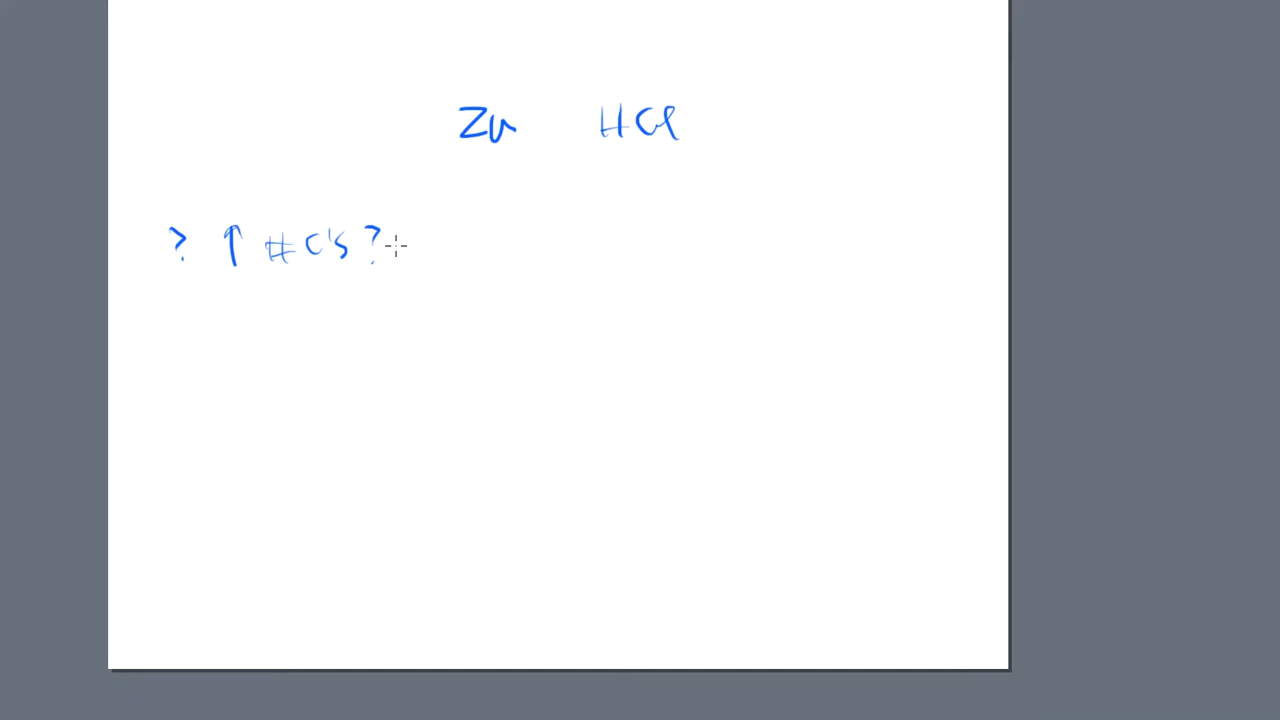 Zn HCl
? ↑ # C's ?